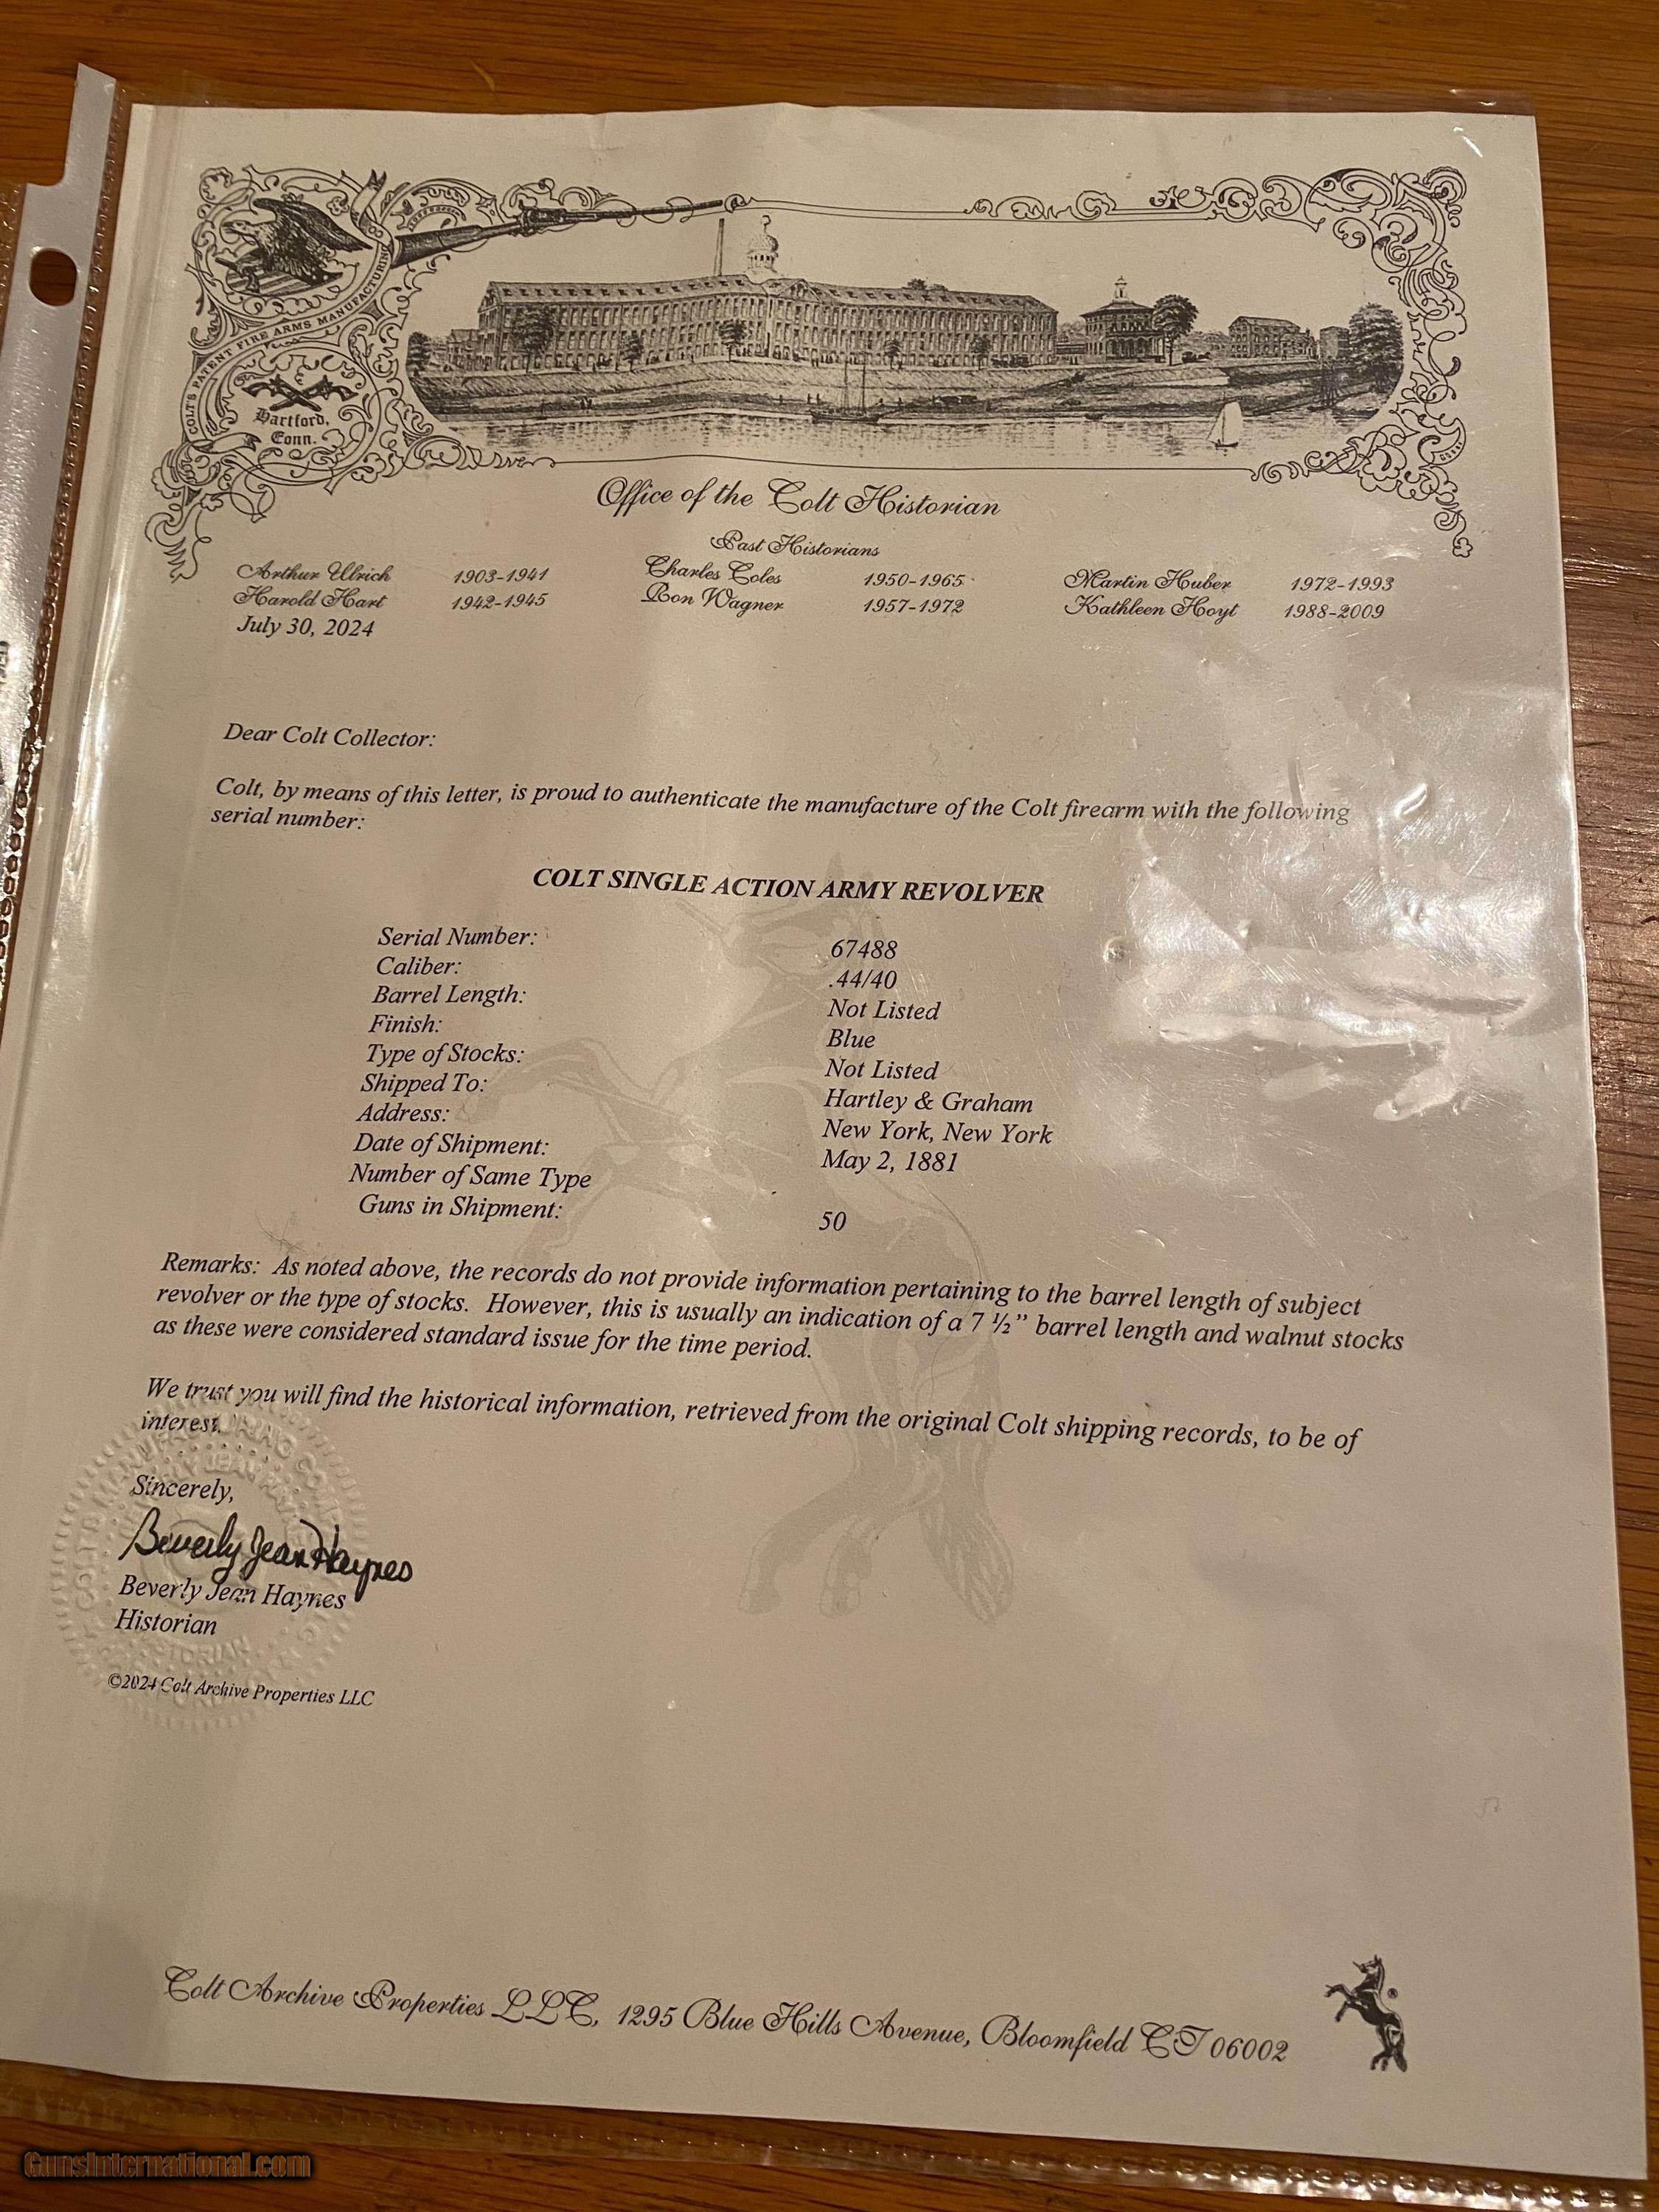 COLT'S PATENT FIRE ARMS MANUFACTURING
Hartford,
Conn.
Office of the Colt Historian
Past Historians
Arthur Ulrich 1903-1941 Charles Coles 1950-1965 Martin Huber 1972-1993
Harold Hart 1942-1945 Ron Wagner 1957-1972 Kathleen Hoyt 1988-2009
July 30, 2024
Dear Colt Collector:
Colt, by means of this letter, is proud to authenticate the manufacture of the Colt firearm with the following
serial number:
COLT SINGLE ACTION ARMY REVOLVER
Serial Number: 67488
Caliber: .44/40
Barrel Length: Not Listed
Finish: Blue
Type of Stocks: Not Listed
Shipped To: Hartley & Graham
Address: New York, New York
Date of Shipment: May 2, 1881
Number of Same Type
Guns in Shipment: 50
Remarks: As noted above, the records do not provide information pertaining to the barrel length of subject
revolver or the type of stocks. However, this is usually an indication of a 7 ½” barrel length and walnut stocks
as these were considered standard issue for the time period.
We trust you will find the historical information, retrieved from the original Colt shipping records, to be of
interest.
Sincerely,
Beverly Jean Haynes
Beverly Jean Haynes
Historian
©2024 Colt Archive Properties LLC
Colt Archive Properties LLC, 1295 Blue Hills Avenue, Bloomfield CT 06002
®
GunsInternational.com